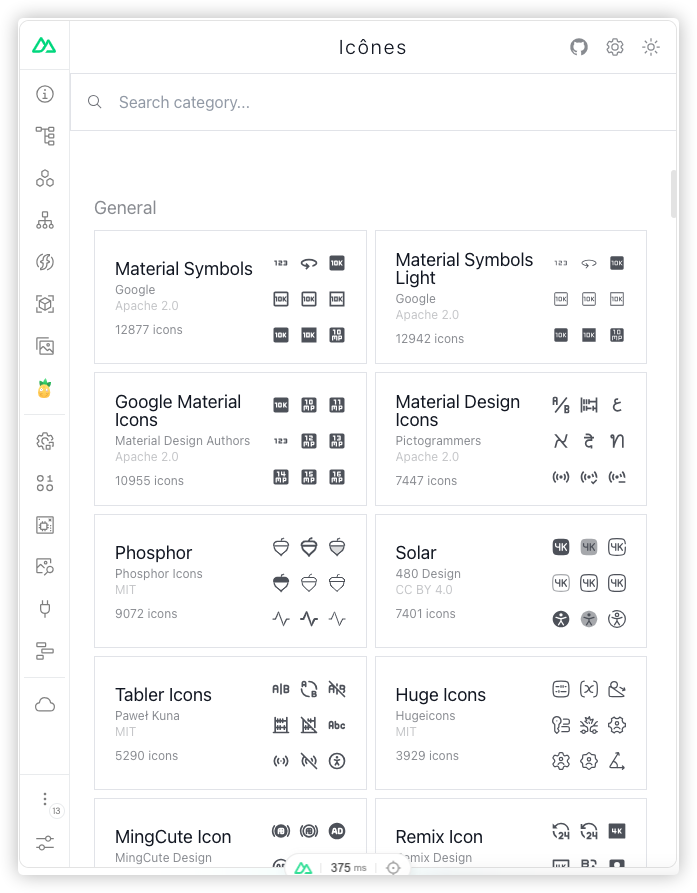 Icônes
Search category...
General
Material Symbols
Google
Apache 2.0
12877 icons
Material Symbols
Light
Google
Apache 2.0
12942 icons
Google Material
Icons
Material Design Authors
Apache 2.0
10955 icons
Material Design
Icons
Pictogrammers
Apache 2.0
7447 icons
Phosphor
Phosphor Icons
MIT
9072 icons
Solar
480 Design
CC BY 4.0
7401 icons
Tabler Icons
Paweł Kuna
MIT
5290 icons
Huge Icons
Hugeicons
MIT
3929 icons
13
MingCute Icon
MingCute Design
Remix Icon
Remix Design
375 ms